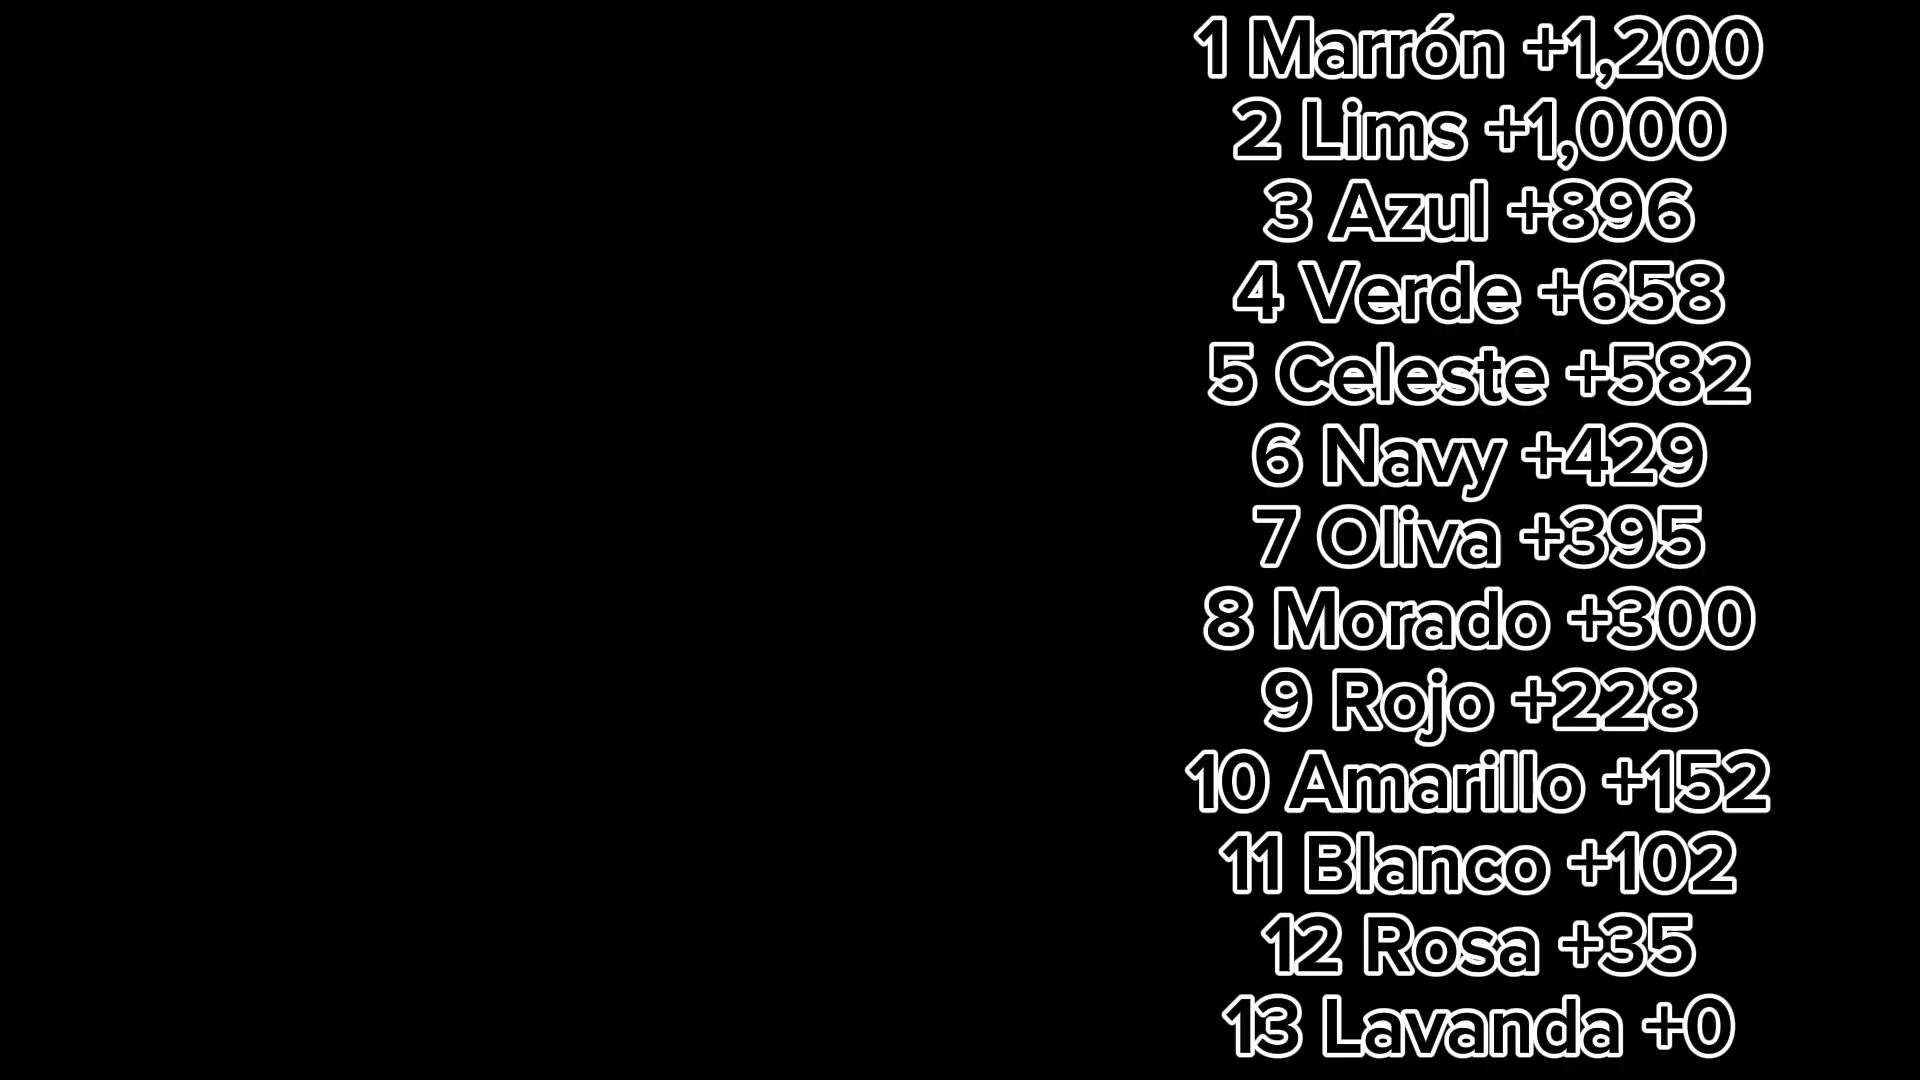 1 Marrón +1,200
2 Lims +1,000
3 Azul +896
4 Verde +658
5 Celeste +582
6 Navy +429
7 Oliva +395
8 Morado +300
9 Rojo +228
10 Amarillo +152
11 Blanco +102
12 Rosa +35
13 Lavanda +0